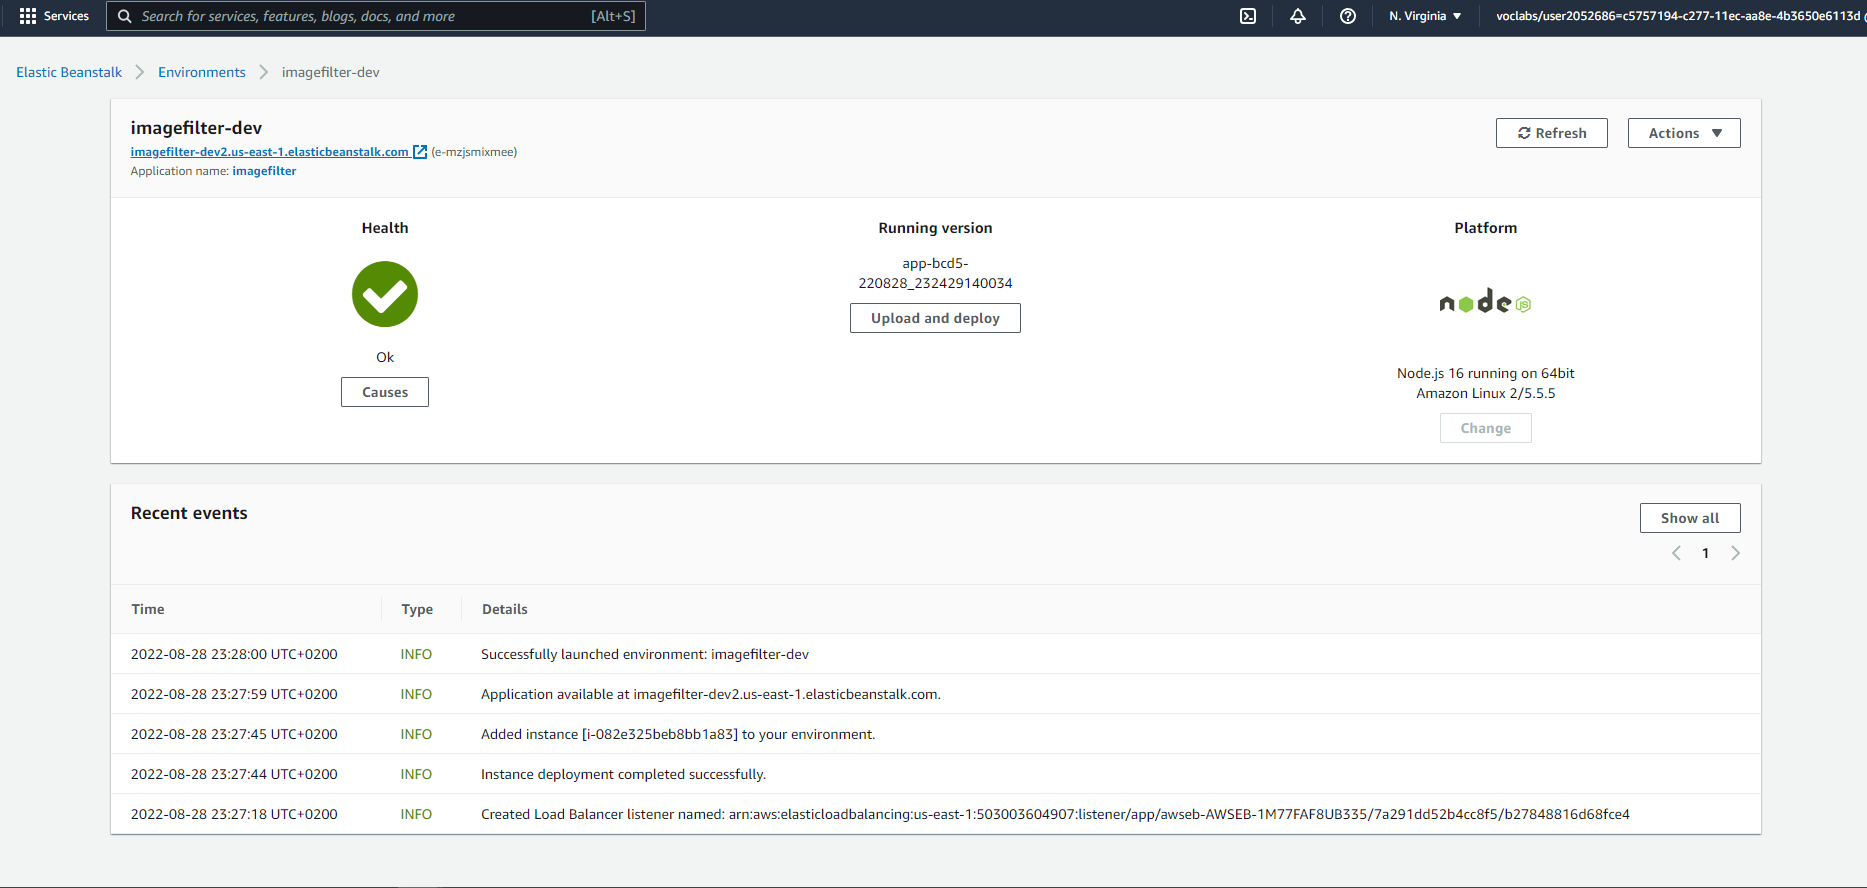 Services
Search for services, features, blogs, docs, and more [Alt+S]
N. Virginia
voclabs/user2052686=c5757194-c277-11ec-aa8e-4b3650e6113d
Elastic Beanstalk
Environments
imagefilter-dev
imagefilter-dev
imagefilter-dev2.us-east-1.elasticbeanstalk.com (e-mzjsmixmee)
Application name: imagefilter
Refresh
Actions
Health
Ok
Causes
Running version
app-bcd5-
220828_232429140034
Upload and deploy
Platform
node JS
Node.js 16 running on 64bit
Amazon Linux 2/5.5.5
Change
Recent events
Show all
1
Time Type Details
2022-08-28 23:28:00 UTC+0200 INFO Successfully launched environment: imagefilter-dev
2022-08-28 23:27:59 UTC+0200 INFO Application available at imagefilter-dev2.us-east-1.elasticbeanstalk.com.
2022-08-28 23:27:45 UTC+0200 INFO Added instance [i-082e325beb8bb1a83] to your environment.
2022-08-28 23:27:44 UTC+0200 INFO Instance deployment completed successfully.
2022-08-28 23:27:18 UTC+0200 INFO Created Load Balancer listener named: arn:aws:elasticloadbalancing:us-east-1:503003604907:listener/app/awseb-AWSEB-1M77FAF8UB335/7a291dd52b4cc8f5/b27848816d68fce4